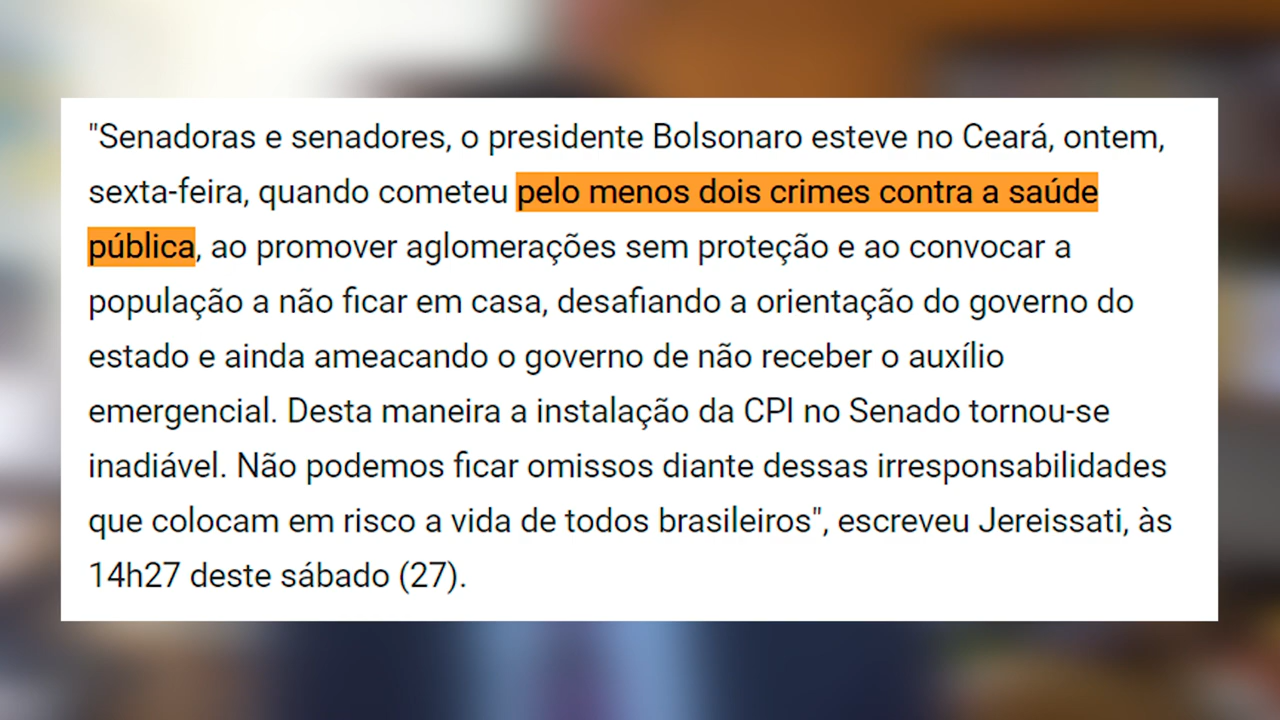 "Senadoras e senadores, o presidente Bolsonaro esteve no Ceará, ontem,
sexta-feira, quando cometeu pelo menos dois crimes contra a saúde
pública, ao promover aglomerações sem proteção e ao convocar a
população a não ficar em casa, desafiando a orientação do governo do
estado e ainda ameacando o governo de não receber o auxílio
emergencial. Desta maneira a instalação da CPI no Senado tornou-se
inadiável. Não podemos ficar omissos diante dessas irresponsabilidades
que colocam em risco a vida de todos brasileiros", escreveu Jereissati, às
14h27 deste sábado (27).